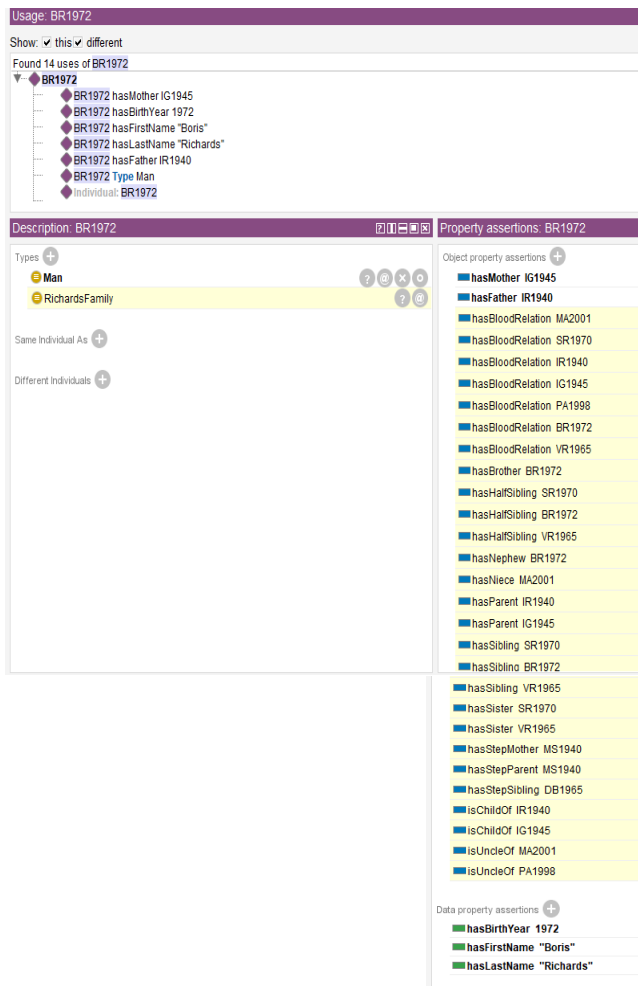 Usage: BR1972
Show: this different
Found 14 uses of BR1972
BR1972
BR1972 hasMother IG1945
BR1972 hasBirthYear 1972
BR1972 hasFirstName "Boris"
BR1972 hasLastName "Richards"
BR1972 hasFather IR1940
BR1972 Type Man
Individual: BR1972
Description: BR1972
Types
Man
RichardsFamily
Same Individual As
Different Individuals
Property assertions: BR1972
Object property assertions
hasMother IG1945
hasFather IR1940
hasBloodRelation MA2001
hasBloodRelation SR1970
hasBloodRelation IR1940
hasBloodRelation IG1945
hasBloodRelation PA1998
hasBloodRelation BR1972
hasBloodRelation VR1965
hasBrother BR1972
hasHalfSibling SR1970
hasHalfSibling BR1972
hasHalfSibling VR1965
hasNephew BR1972
hasNiece MA2001
hasParent IR1940
hasParent IG1945
hasSibling SR1970
hasSibling BR1972
hasSibling VR1965
hasSister SR1970
hasSister VR1965
hasStepMother MS1940
hasStepParent MS1940
hasStepSibling DB1965
isChildOf IR1940
isChildOf IG1945
isUncleOf MA2001
isUncleOf PA1998
Data property assertions
hasBirthYear 1972
hasFirstName "Boris"
hasLastName "Richards"